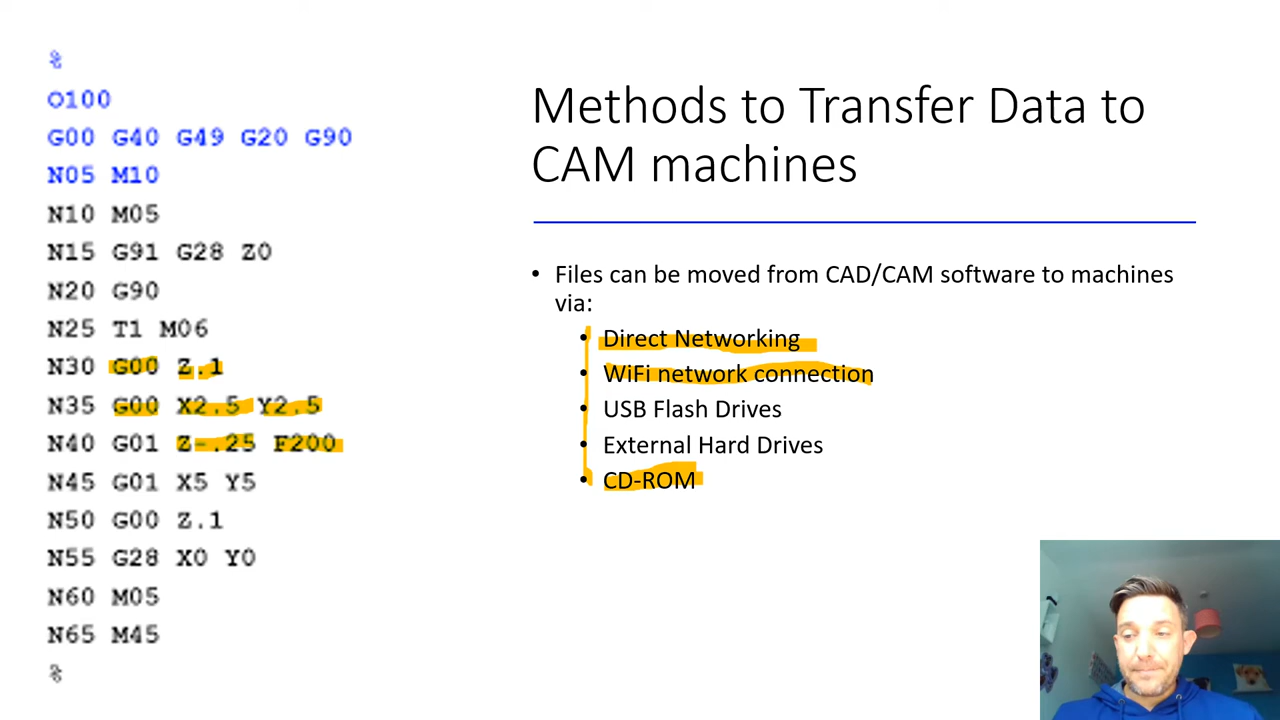 %
O100
G00 G40 G49 G20 G90
N05 M10
N10 M05
N15 G91 G28 Z0
N20 G90
N25 T1 M06
N30 G00 Z.1
N35 G00 X2.5 Y2.5
N40 G01 Z-.25 F200
N45 G01 X5 Y5
N50 G00 Z.1
N55 G28 X0 Y0
N60 M05
N65 M45
%
Methods to Transfer Data to
CAM machines
• Files can be moved from CAD/CAM software to machines
via:
• Direct Networking
• WiFi network connection
• USB Flash Drives
• External Hard Drives
• CD-ROM